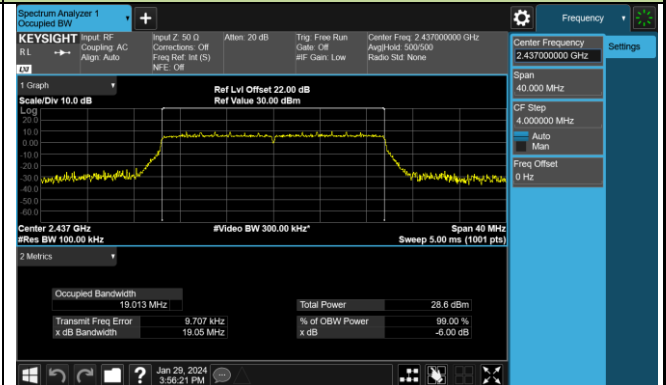 Spectrum Analyzer 1
Occupied BW
Frequency
KEYSIGHT
RL
LXI
Input: RF
Coupling: AC
Align: Auto
Input Z: 50 Ω
Corrections: Off
Freq Ref: Int (S)
NFE: Off
Atten: 20 dB
Trig: Free Run
Gate: Off
#IF Gain: Low
Center Freq: 2.437000000 GHz
Avg|Hold: 500/500
Radio Std: None
Center Frequency
2.437000000 GHz
Settings
Span
40.000 MHz
CF Step
4.000000 MHz
Auto
Man
Freq Offset
0 Hz
1 Graph
Scale/Div 10.0 dB
Ref Lvl Offset 22.00 dB
Ref Value 30.00 dBm
Log
20.0
10.0
0.00
-10.0
-20.0
-30.0
-40.0
-50.0
-60.0
Center 2.437 GHz
#Res BW 100.00 kHz
#Video BW 300.00 kHz*
Span 40 MHz
Sweep 5.00 ms (1001 pts)
2 Metrics
Occupied Bandwidth
19.013 MHz
Total Power 28.6 dBm
Transmit Freq Error 9.707 kHz
% of OBW Power 99.00 %
x dB Bandwidth 19.05 MHz
x dB -6.00 dB
?
Jan 29, 2024
3:56:21 PM